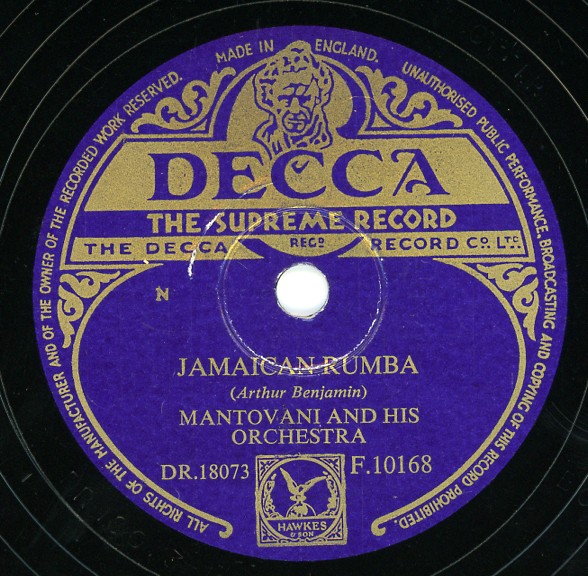 ALL RIGHTS OF THE MANUFACTURER AND OF THE OWNER OF THE RECORDED WORK RESERVED.
MADE IN ENGLAND.
UNAUTHORISED PUBLIC PERFORMANCE, BROADCASTING AND COPYING OF THIS RECORD PROHIBITED.
DECCA
THE SUPREME RECORD
THE DECCA REGD RECORD CO. LTD.
N
JAMAICAN RUMBA
(Arthur Benjamin)
MANTOVANI AND HIS
ORCHESTRA
DR.18073 F.10168
HAWKES
& SON